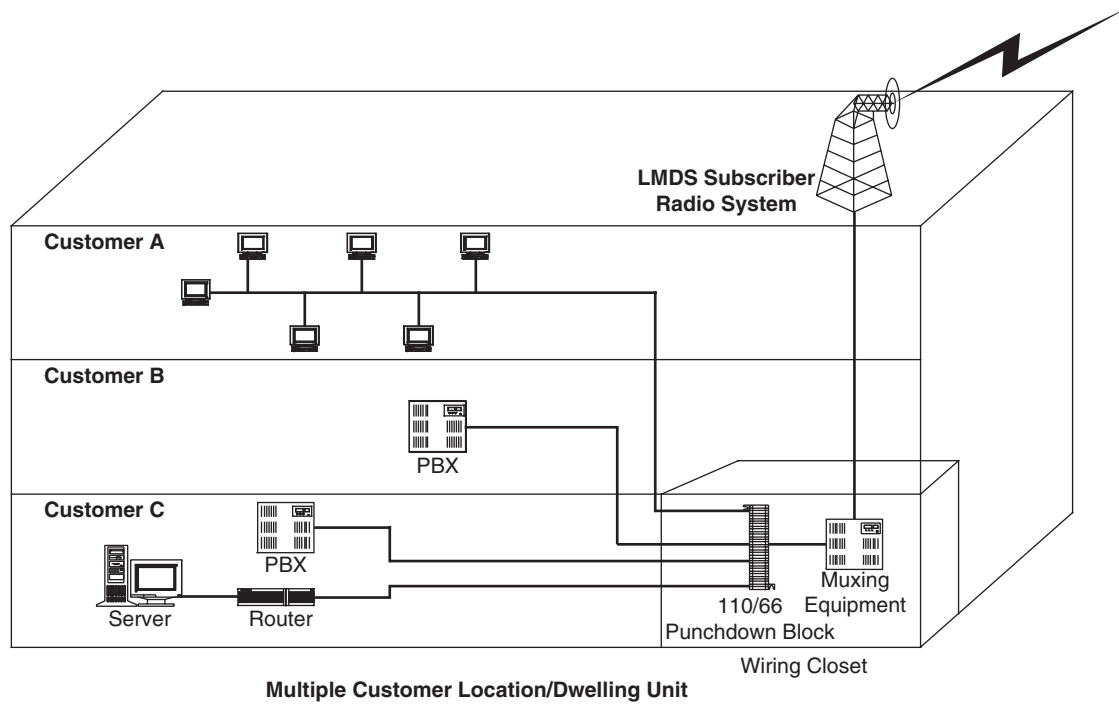 LMDS Subscriber
Radio System
Customer A
Customer B
PBX
Customer C
PBX
Server
Router
110/66
Punchdown Block
Muxing
Equipment
Wiring Closet
Multiple Customer Location/Dwelling Unit